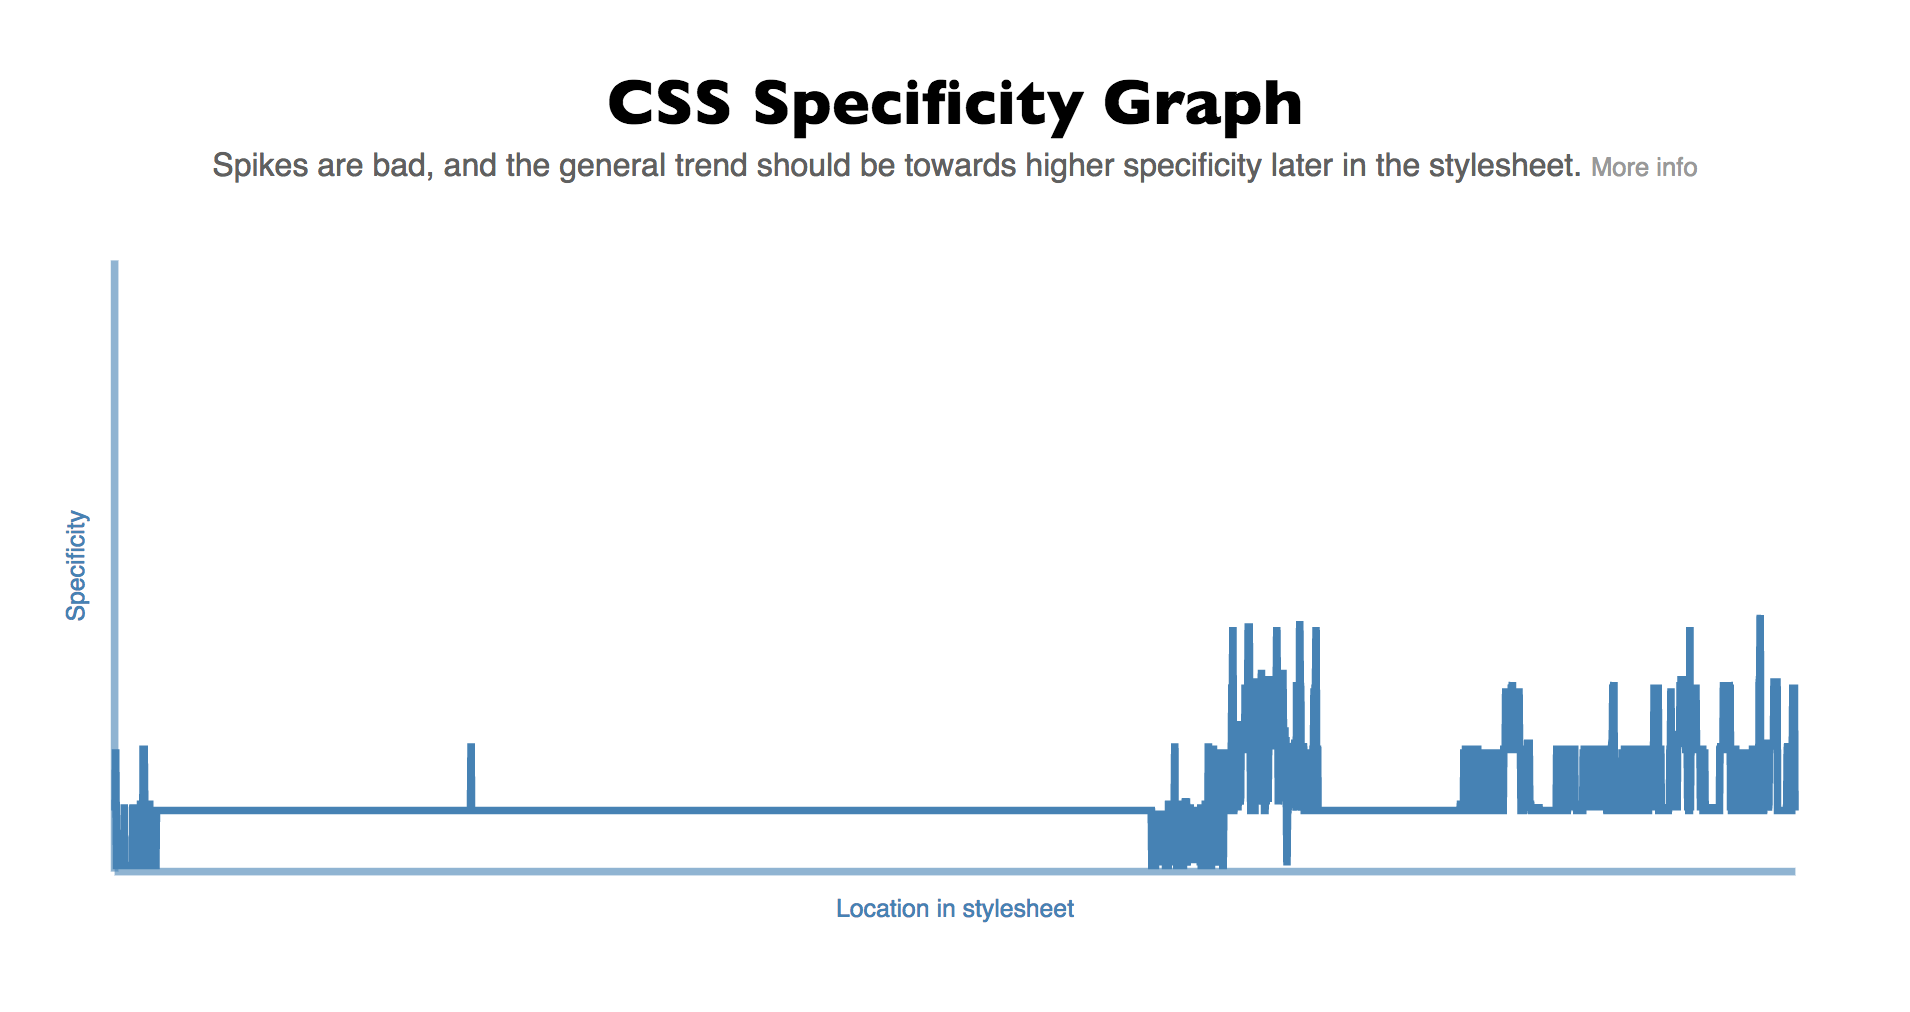 CSS Specificity Graph
Spikes are bad, and the general trend should be towards higher specificity later in the stylesheet. More info
Specificity
Location in stylesheet